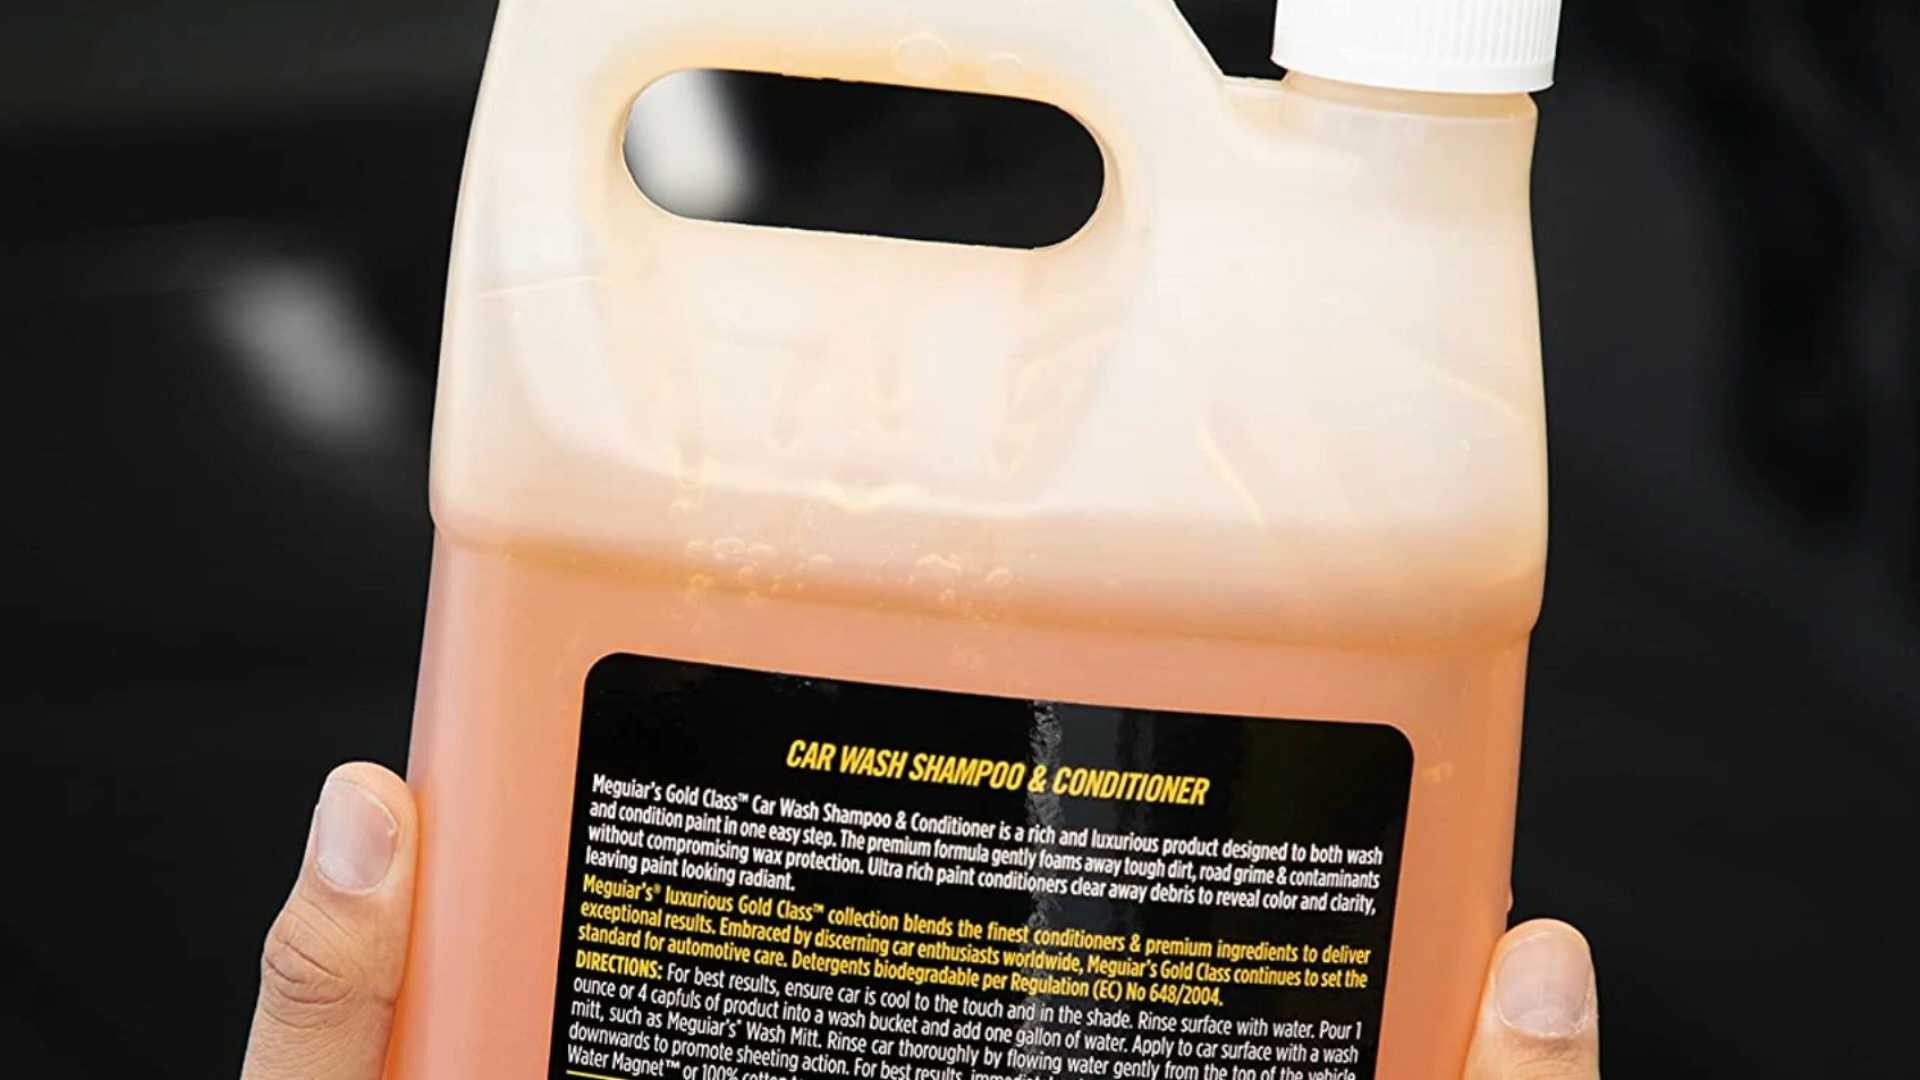 CAR WASH SHAMPOO & CONDITIONER
Meguiar's Gold Class™ Car Wash Shampoo & Conditioner is a rich and luxurious product designed to both wash
and condition paint in one easy step. The premium formula gently foams away tough dirt, road grime & contaminants
without compromising wax protection. Ultra rich paint conditioners clear away debris to reveal color and clarity,
leaving paint looking radiant.
Meguiar's® luxurious Gold Class™ collection blends the finest conditioners & premium ingredients to deliver
exceptional results. Embraced by discerning car enthusiasts worldwide, Meguiar's Gold Class continues to set the
standard for automotive care. Detergents biodegradable per Regulation (EC) No 648/2004.
DIRECTIONS: For best results, ensure car is cool to the touch and in the shade. Rinse surface with water. Pour 1
ounce or 4 capfuls of product into a wash bucket and add one gallon of water. Apply to car surface with a wash
mitt, such as Meguiar's® Wash Mitt. Rinse car thoroughly by flowing water gently from the top of the vehicle
downwards to promote sheeting action. For best results,
Water Magnet™ or 100% cotton